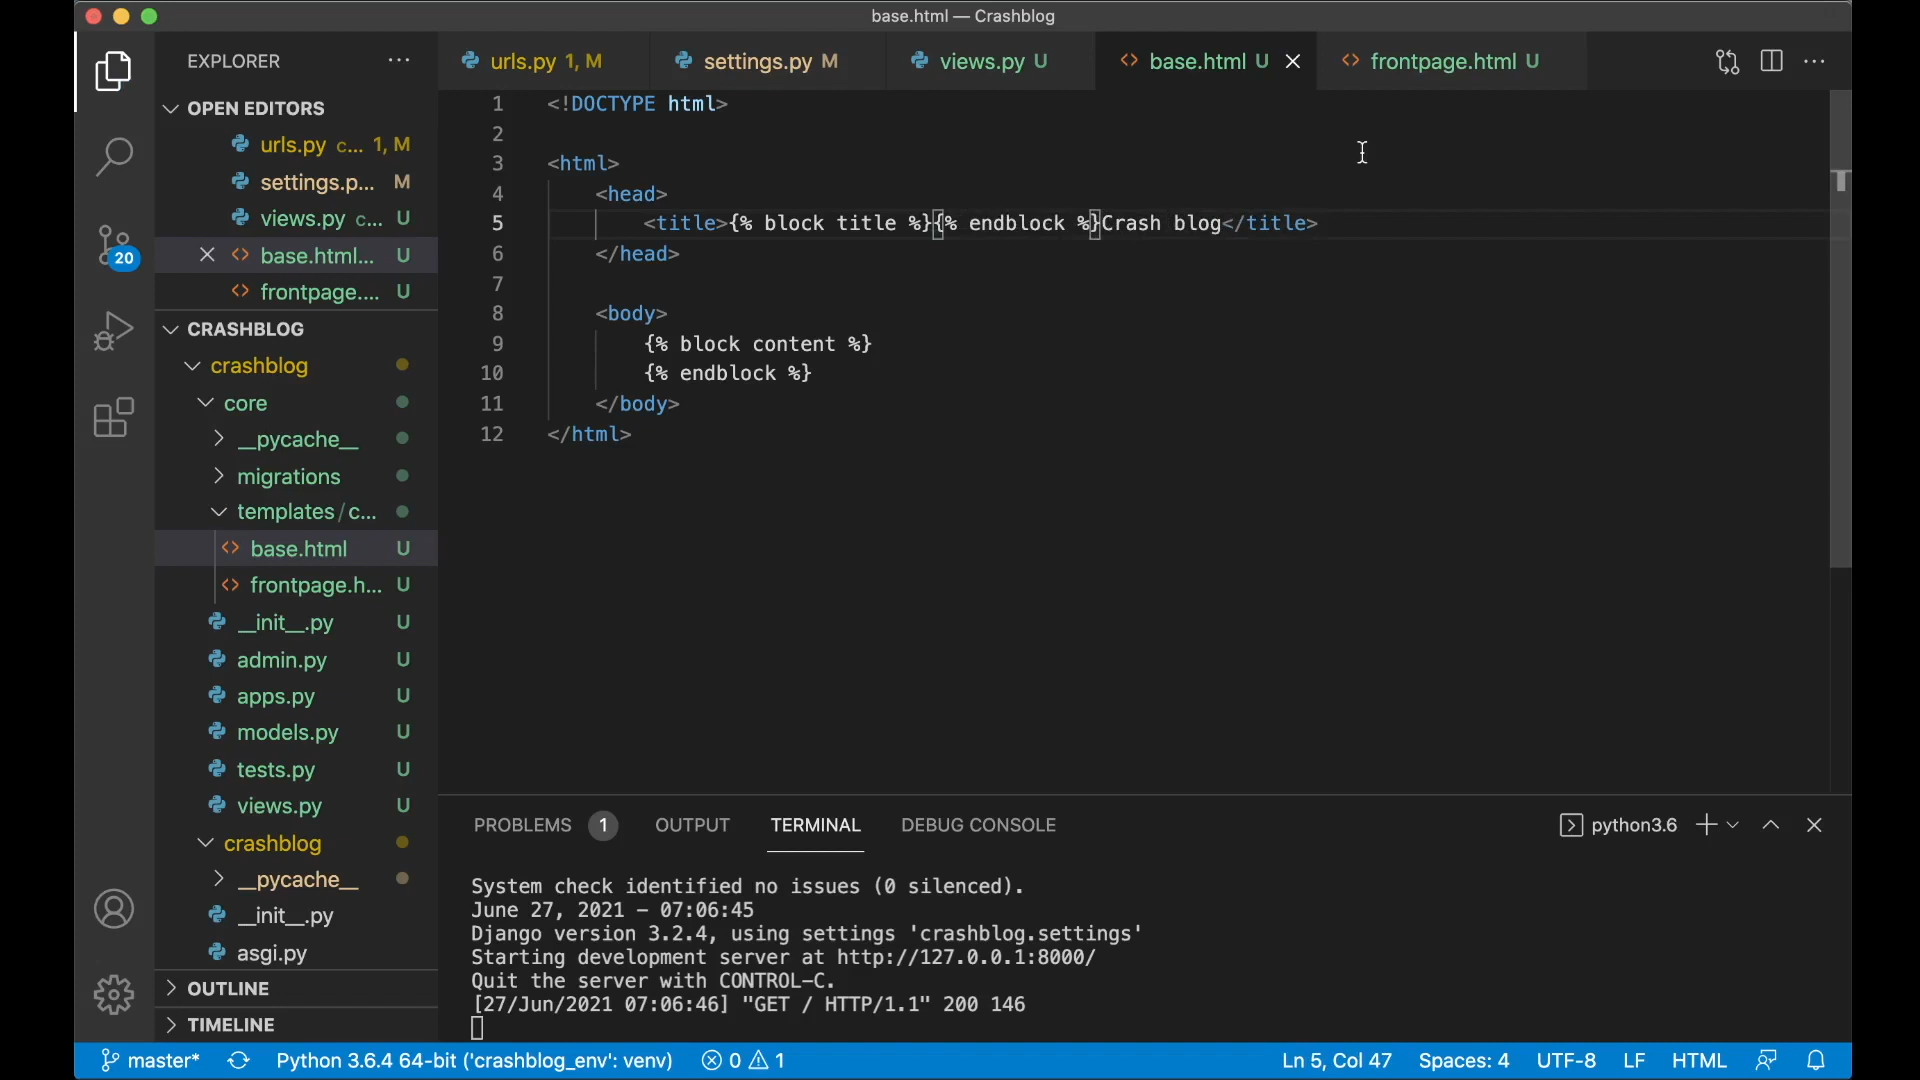 base.html — Crashblog
EXPLORER
urls.py 1, M
settings.py M
views.py U
base.html U
frontpage.html U
OPEN EDITORS
urls.py c... 1, M
settings.p... M
views.py c... U
base.html... U
frontpage.... U
CRASHBLOG
crashblog
core
__pycache__
migrations
templates/c...
base.html U
frontpage.h... U
__init__.py U
admin.py U
apps.py U
models.py U
tests.py U
views.py U
crashblog
__pycache__
__init__.py
asgi.py
OUTLINE
TIMELINE
20
1 <!DOCTYPE html>
2
3 <html>
4 <head>
5 <title>{% block title %}{% endblock %}Crash blog</title>
6 </head>
7
8 <body>
9 {% block content %}
10 {% endblock %}
11 </body>
12 </html>
PROBLEMS 1 OUTPUT TERMINAL DEBUG CONSOLE
python3.6
System check identified no issues (0 silenced).
June 27, 2021 – 07:06:45
Django version 3.2.4, using settings 'crashblog.settings'
Starting development server at http://127.0.0.1:8000/
Quit the server with CONTROL-C.
[27/Jun/2021 07:06:46] "GET / HTTP/1.1" 200 146
master* Python 3.6.4 64-bit ('crashblog_env': venv) 0 1 Ln 5, Col 47 Spaces: 4 UTF-8 LF HTML